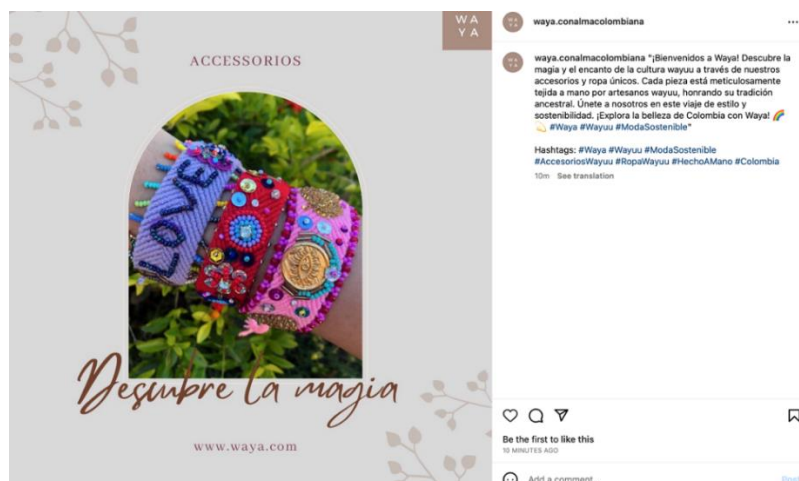 WA
YA
ACCESSORIOS
LOVE
Descubre la magia
www.waya.com
waya.conalmacolombiana
waya.conalmacolombiana "¡Bienvenidos a Waya! Descubre la
magia y el encanto de la cultura wayuu a través de nuestros
accesorios y ropa únicos. Cada pieza está meticulosamente
tejida a mano por artesanos wayuu, honrando su tradición
ancestral. Únete a nosotros en este viaje de estilo y
sostenibilidad. ¡Explora la belleza de Colombia con Waya! 🌈
💫 #Waya #Wayuu #ModaSostenible"
Hashtags: #Waya #Wayuu #ModaSostenible
#AccesoriosWayuu #RopaWayuu #HechoAMano #Colombia
10m See translation
Be the first to like this
10 MINUTES AGO
Add a comment...
Post